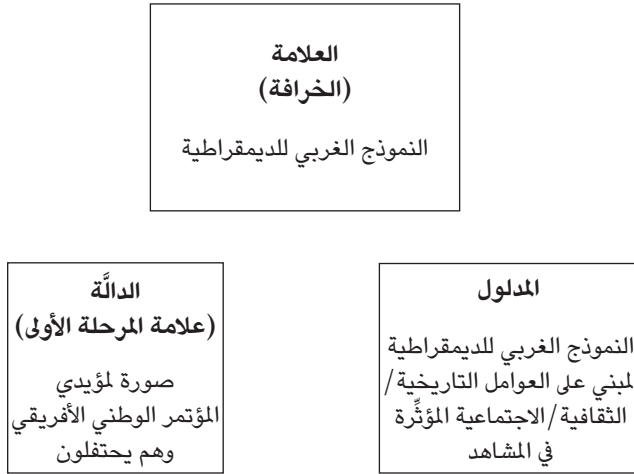 العلامة
(الخرافة)
النموذج الغربي للديمقراطية
الدالَّة
(علامة المرحلة الأولى)
صورة لمؤيدي
المؤتمر الوطني الأفريقي
وهم يحتفلون
المدلول
النموذج الغربي للديمقراطية
المبني على العوامل التاريخية/
الثقافية/الاجتماعية المؤثِّرة
في المشاهد